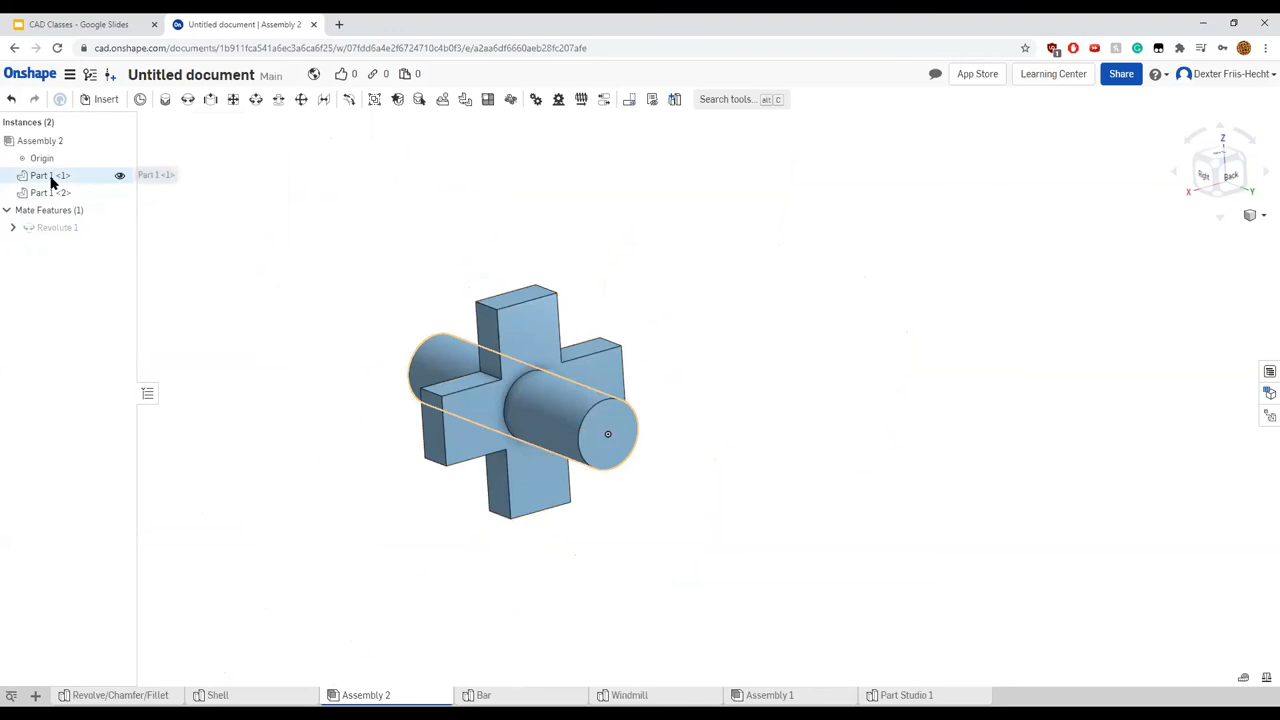 CAD Classes - Google Slides
Untitled document | Assembly 2
cad.onshape.com/documents/1b911fca541a6ec3a6ca6f25/w/07fdd6a4e2f6724710c4b0f3/e/a2aa6df6660aeb28fc207afe
Onshape
Untitled document Main
0
0
0
App Store
Learning Center
Share
Dexter Friis-Hecht
Insert
Search tools... alt C
Instances (2)
Assembly 2
Origin
Part 1 <1>
Part 1 <1>
Part 1 <2>
Mate Features (1)
Revolute 1
Z
Right
Back
X
Y
Revolve/Chamfer/Fillet
Shell
Assembly 2
Bar
Windmill
Assembly 1
Part Studio 1